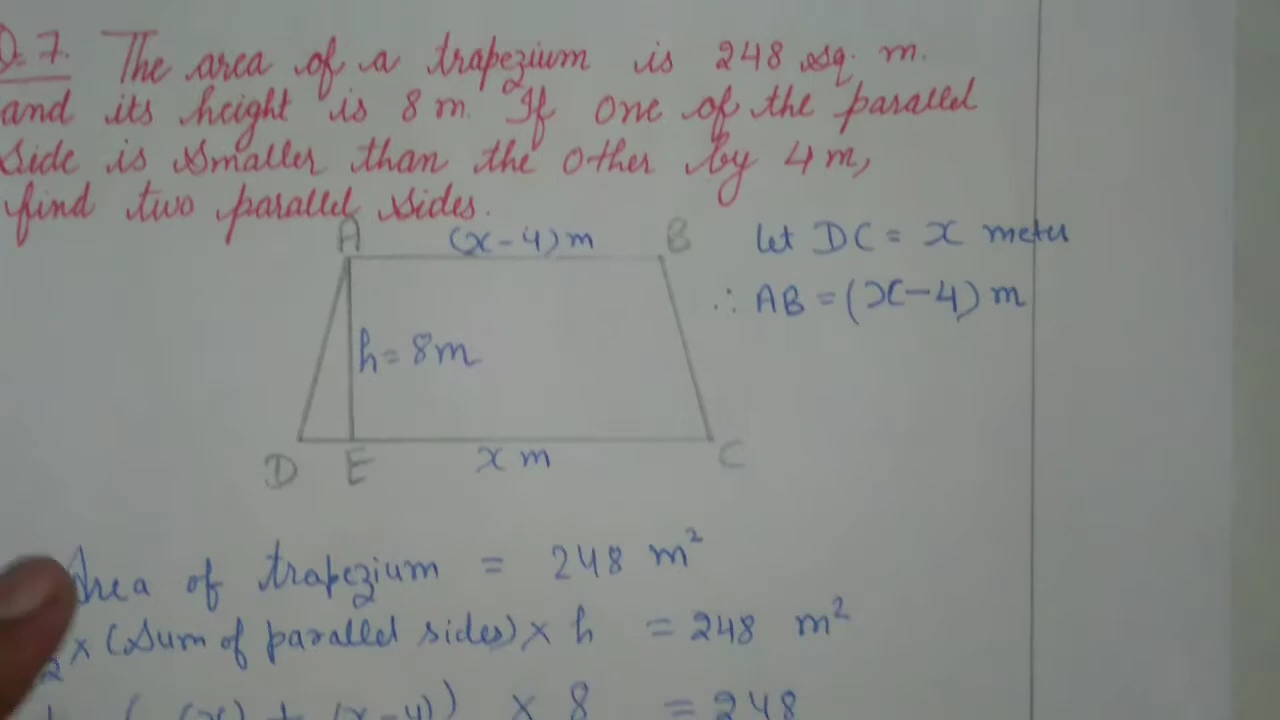 Q.7. The area of a trapezium is 248 sq. m.
and its height is 8 m. If one of the parallel
side is smaller than the other by 4 m,
find two parallel sides.
A (x-4) m B
let DC = x meter
∴ AB = (x-4) m
h = 8m
D E x m C
Area of trapezium = 248 m²
× (Sum of parallel sides) × h = 248 m²
((x) + (x-4)) × 8 = 248